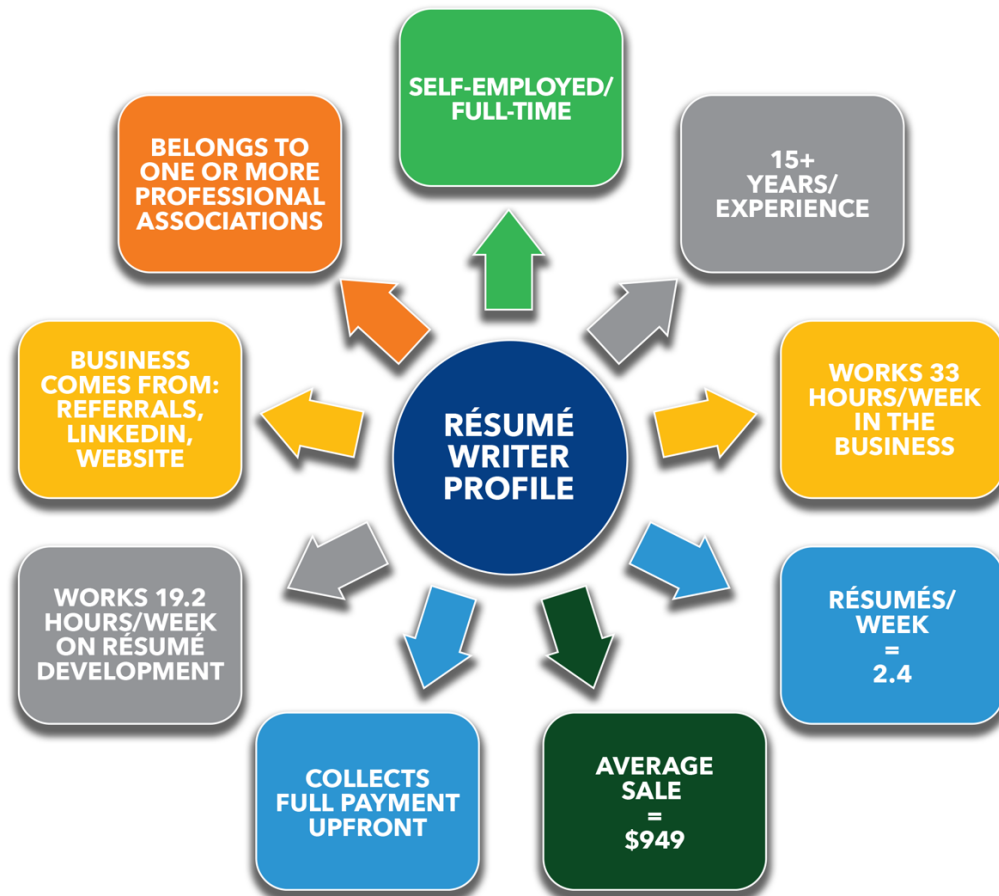 SELF-EMPLOYED/
FULL-TIME
15+
YEARS/
EXPERIENCE
WORKS 33
HOURS/WEEK
IN THE
BUSINESS
RÉSUMÉS/
WEEK
=
2.4
AVERAGE
SALE
=
$949
COLLECTS
FULL PAYMENT
UPFRONT
WORKS 19.2
HOURS/WEEK
ON RÉSUMÉ
DEVELOPMENT
BUSINESS
COMES FROM:
REFERRALS,
LINKEDIN,
WEBSITE
BELONGS TO
ONE OR MORE
PROFESSIONAL
ASSOCIATIONS
RÉSUMÉ
WRITER
PROFILE